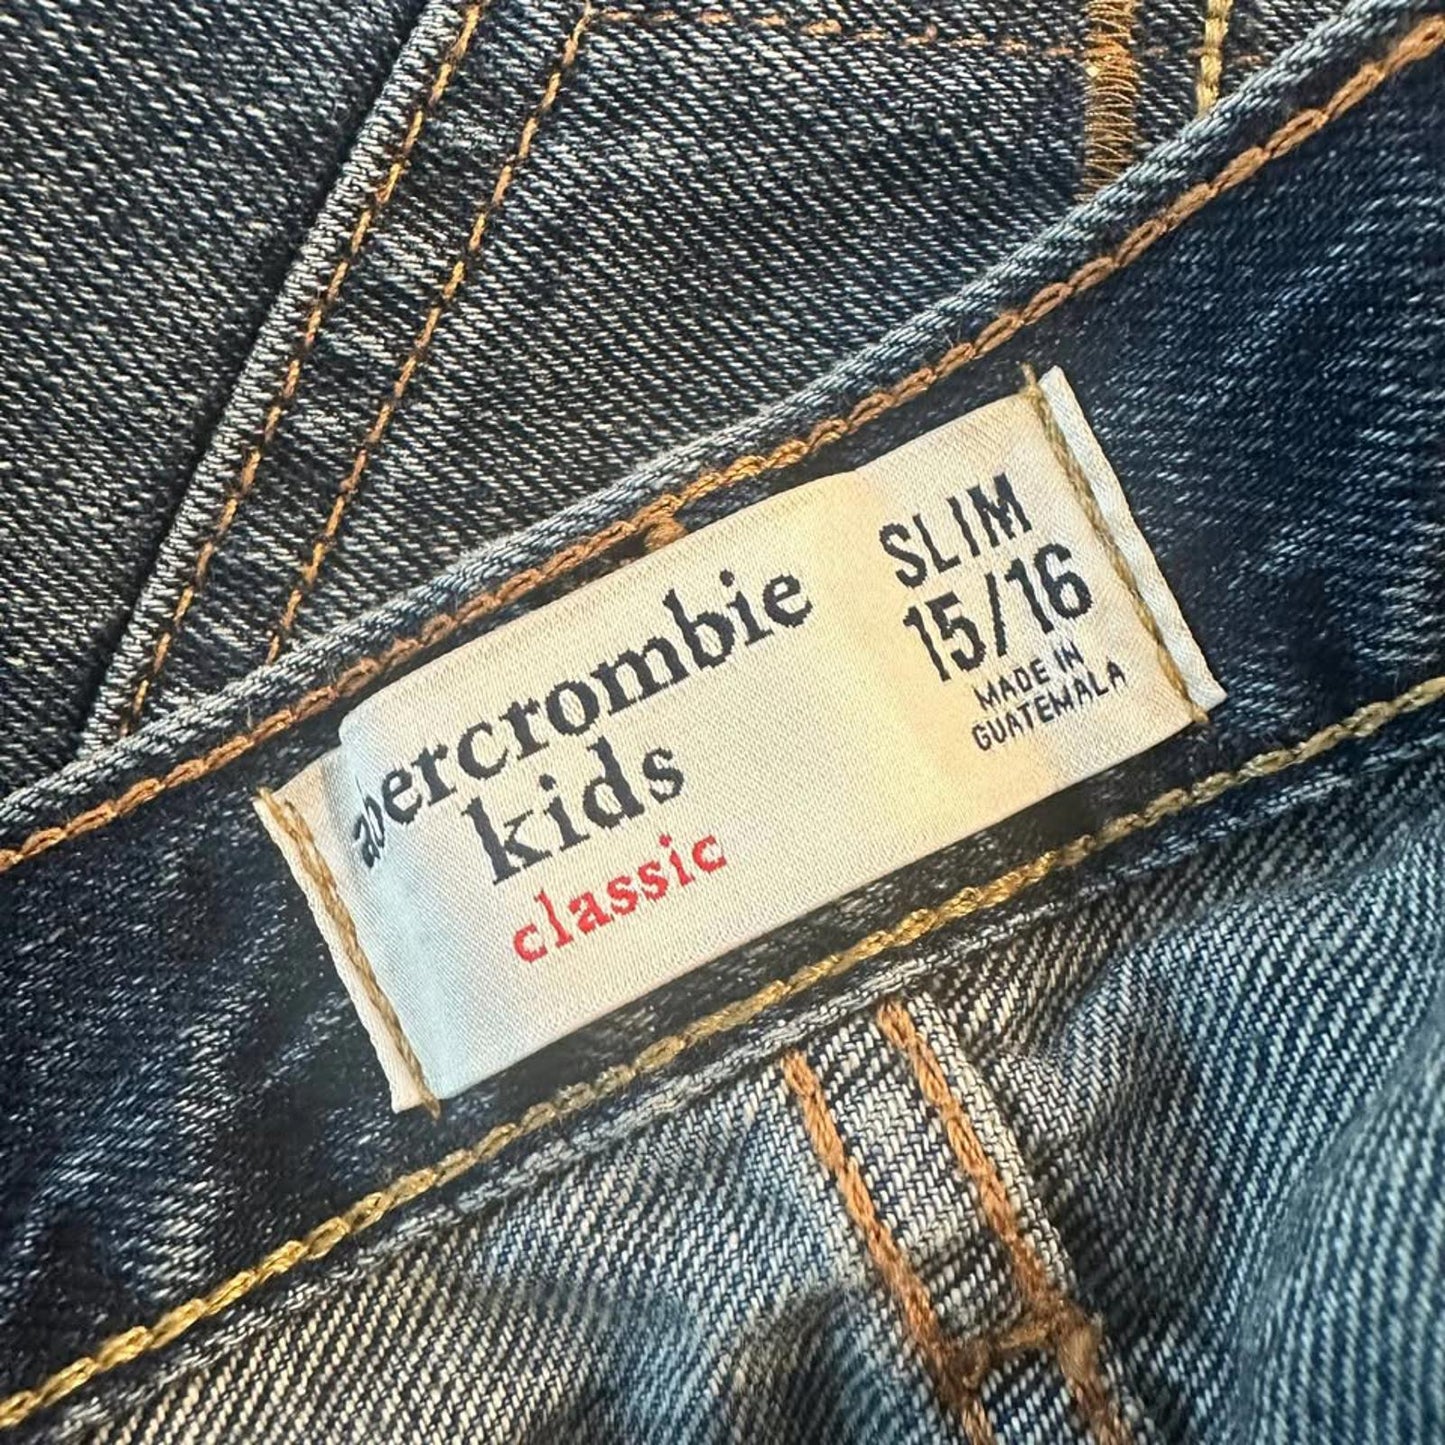 abercrombie
kids
classic
SLIM
15/16
MADE IN
GUATEMALA